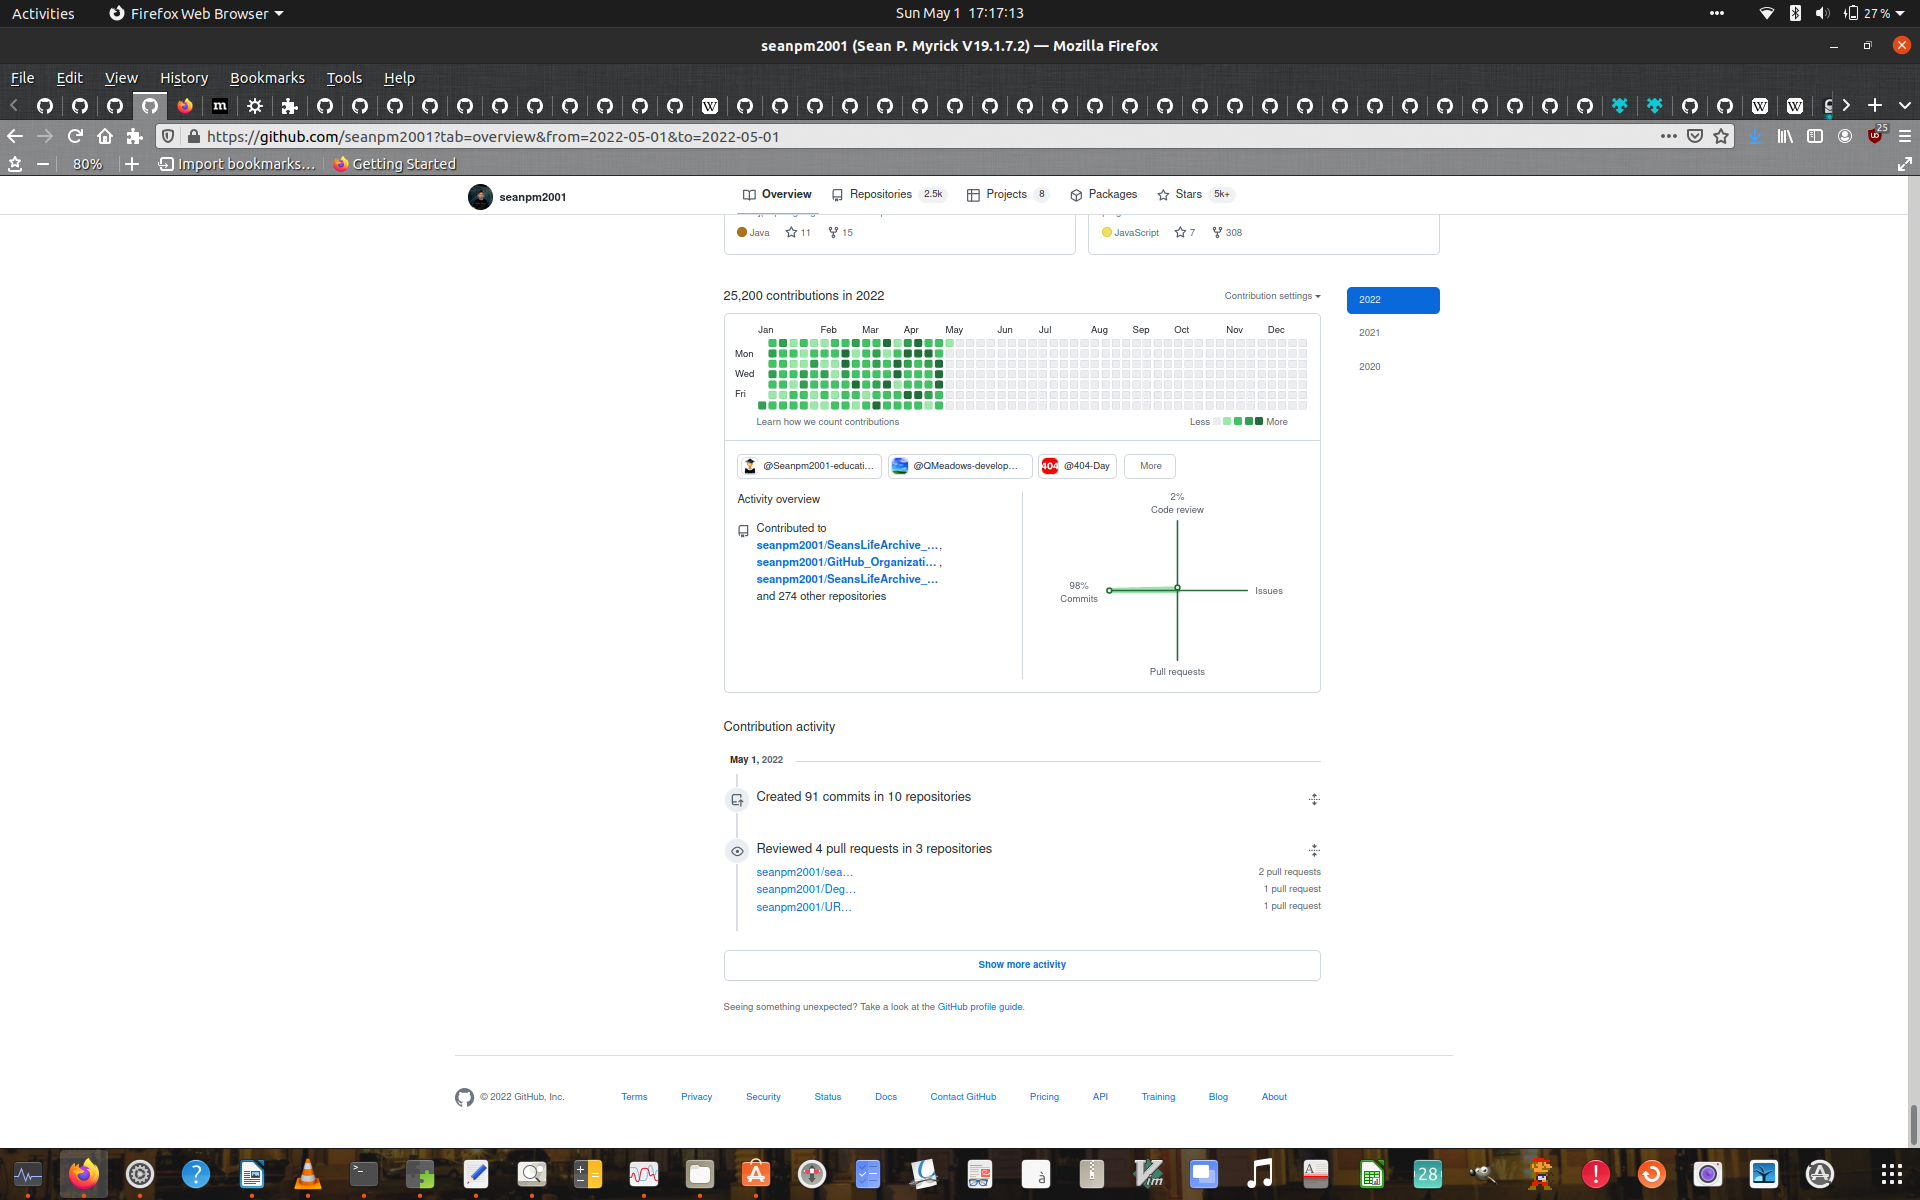 Activities
Firefox Web Browser
Sun May 1 17:17:13
27 %
seanpm2001 (Sean P. Myrick V19.1.7.2) — Mozilla Firefox
File Edit View History Bookmarks Tools Help
https://github.com/seanpm2001?tab=overview&from=2022-05-01&to=2022-05-01
25
80%
Import bookmarks...
Getting Started
seanpm2001
Overview
Repositories 2.5k
Projects 8
Packages
Stars 5k+
Java 11 15
JavaScript 7 308
25,200 contributions in 2022
Contribution settings
2022
2021
2020
Jan Feb Mar Apr May Jun Jul Aug Sep Oct Nov Dec
Mon
Wed
Fri
Learn how we count contributions
Less More
@Seanpm2001-educati...
@QMeadows-develop...
404 @404-Day
More
Activity overview
Contributed to
seanpm2001/SeansLifeArchive_...,
seanpm2001/GitHub_Organizati... ,
seanpm2001/SeansLifeArchive_...
and 274 other repositories
2%
Code review
98%
Commits
Issues
Pull requests
Contribution activity
May 1, 2022
Created 91 commits in 10 repositories
Reviewed 4 pull requests in 3 repositories
seanpm2001/sea... 2 pull requests
seanpm2001/Deg... 1 pull request
seanpm2001/UR... 1 pull request
Show more activity
Seeing something unexpected? Take a look at the GitHub profile guide.
© 2022 GitHub, Inc.
Terms Privacy Security Status Docs Contact GitHub Pricing API Training Blog About
28